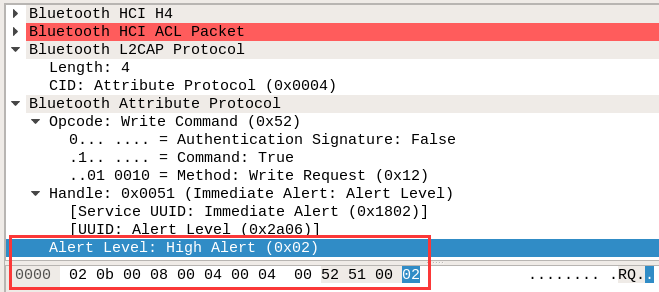 Bluetooth HCI H4
Bluetooth HCI ACL Packet
Bluetooth L2CAP Protocol
Length: 4
CID: Attribute Protocol (0x0004)
Bluetooth Attribute Protocol
Opcode: Write Command (0x52)
0... .... = Authentication Signature: False
.1.. .... = Command: True
..01 0010 = Method: Write Request (0x12)
Handle: 0x0051 (Immediate Alert: Alert Level)
[Service UUID: Immediate Alert (0x1802)]
[UUID: Alert Level (0x2a06)]
Alert Level: High Alert (0x02)
0000 02 0b 00 08 00 04 00 04 00 52 51 00 02 ........ .RQ..